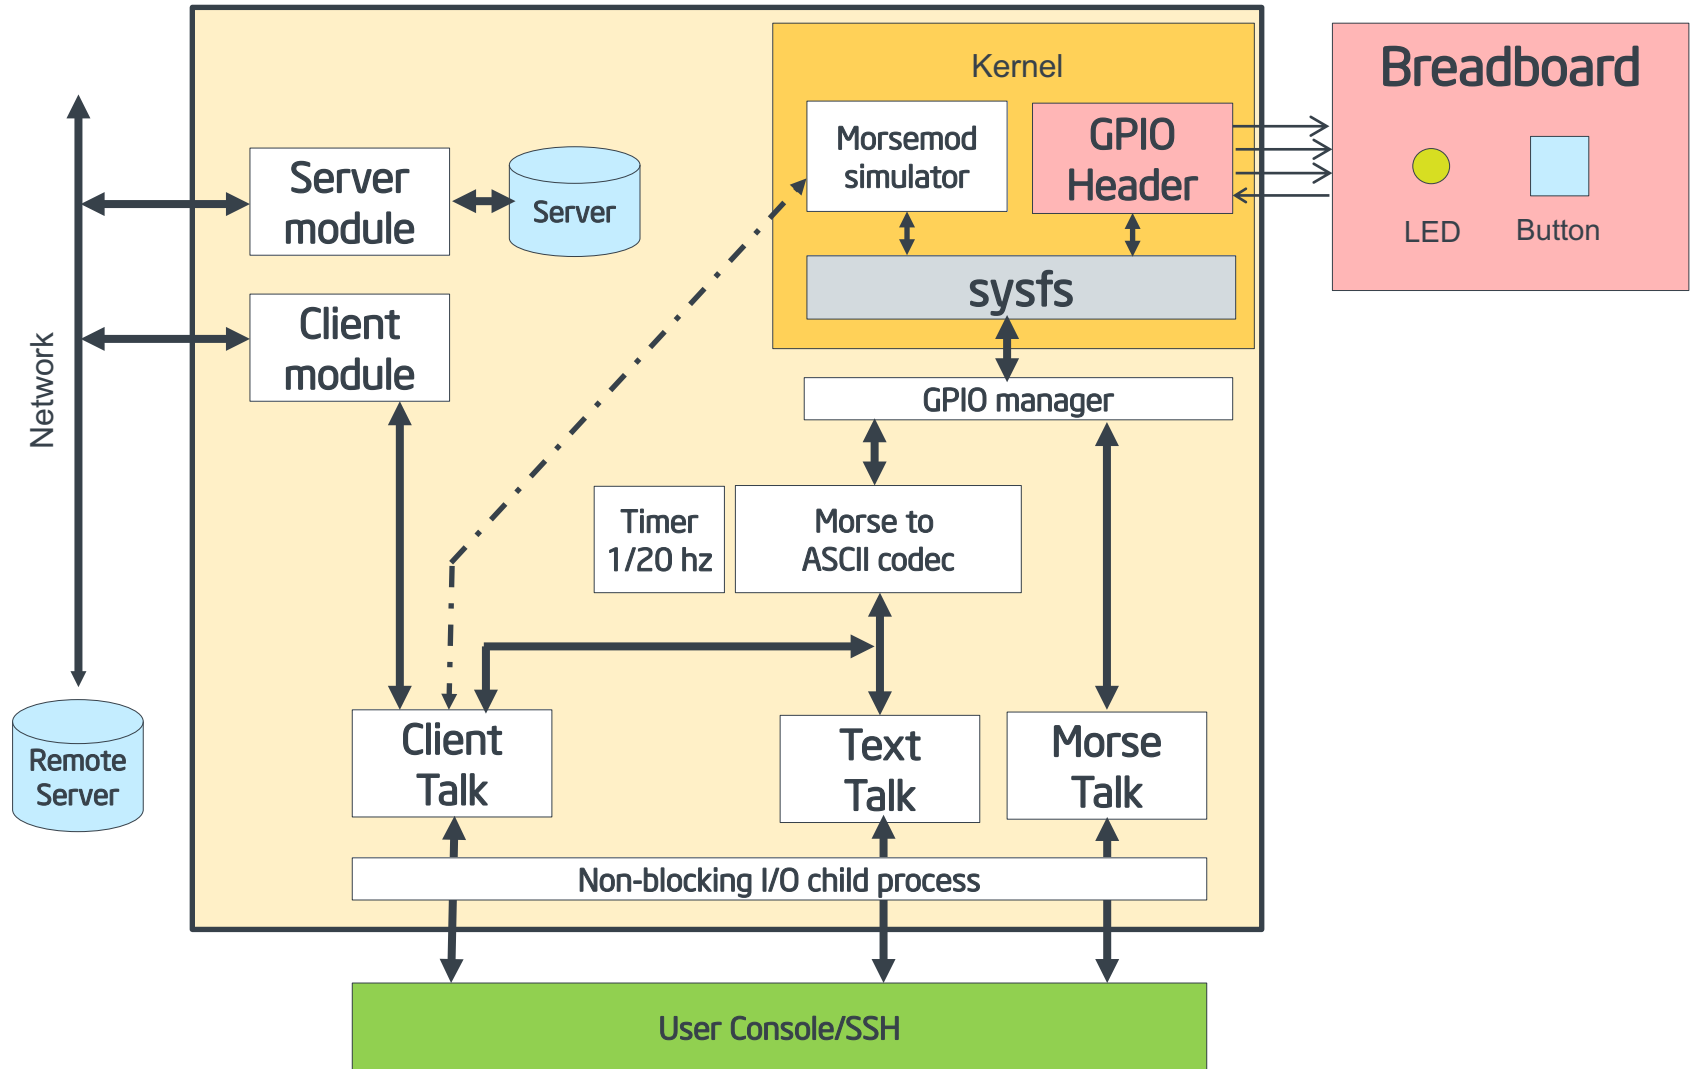 Kernel
Breadboard
Morsemod
simulator
GPIO
Header
LED
Button
Server
module
Server
sysfs
Client
module
Network
GPIO manager
Timer
1/20 hz
Morse to
ASCII codec
Remote
Server
Client
Talk
Text
Talk
Morse
Talk
Non-blocking I/O child process
User Console/SSH